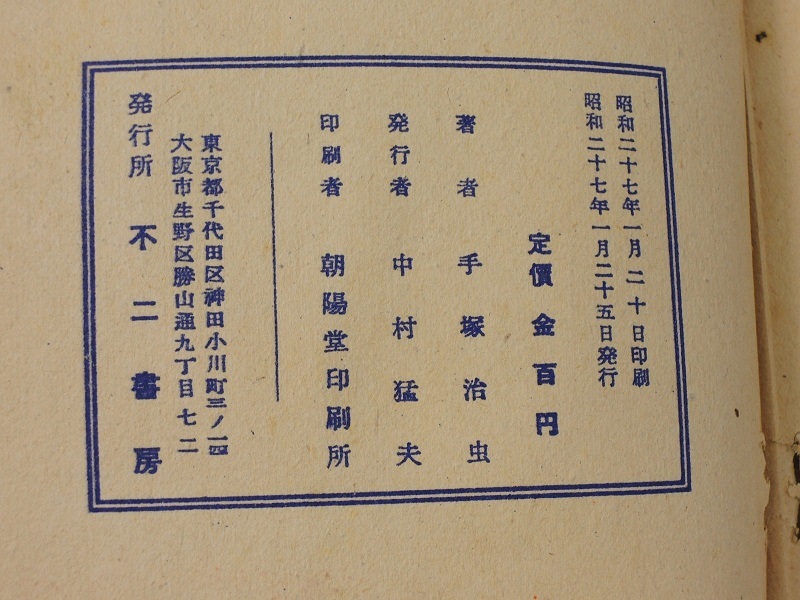 昭和二十七年一月二十日印刷
昭和二十七年一月二十五日発行
定價金百円
著者 手塚治虫
発行者 中村猛夫
印刷者 朝陽堂印刷所
東京都千代田区神田小川町三ノ一四
大阪市生野区勝山通九丁目七二
発行所 不二書房